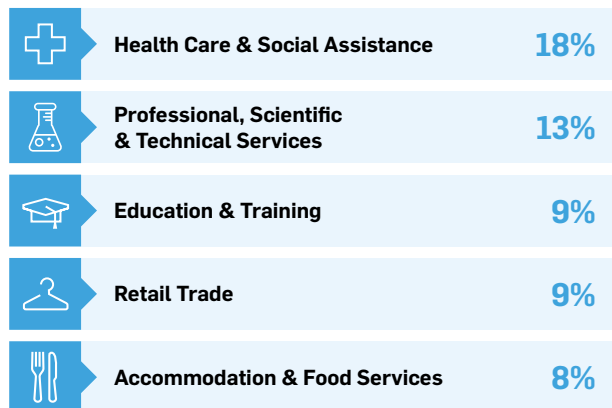 Health Care & Social Assistance 18%
Professional, Scientific
& Technical Services 13%
Education & Training 9%
Retail Trade 9%
Accommodation & Food Services 8%